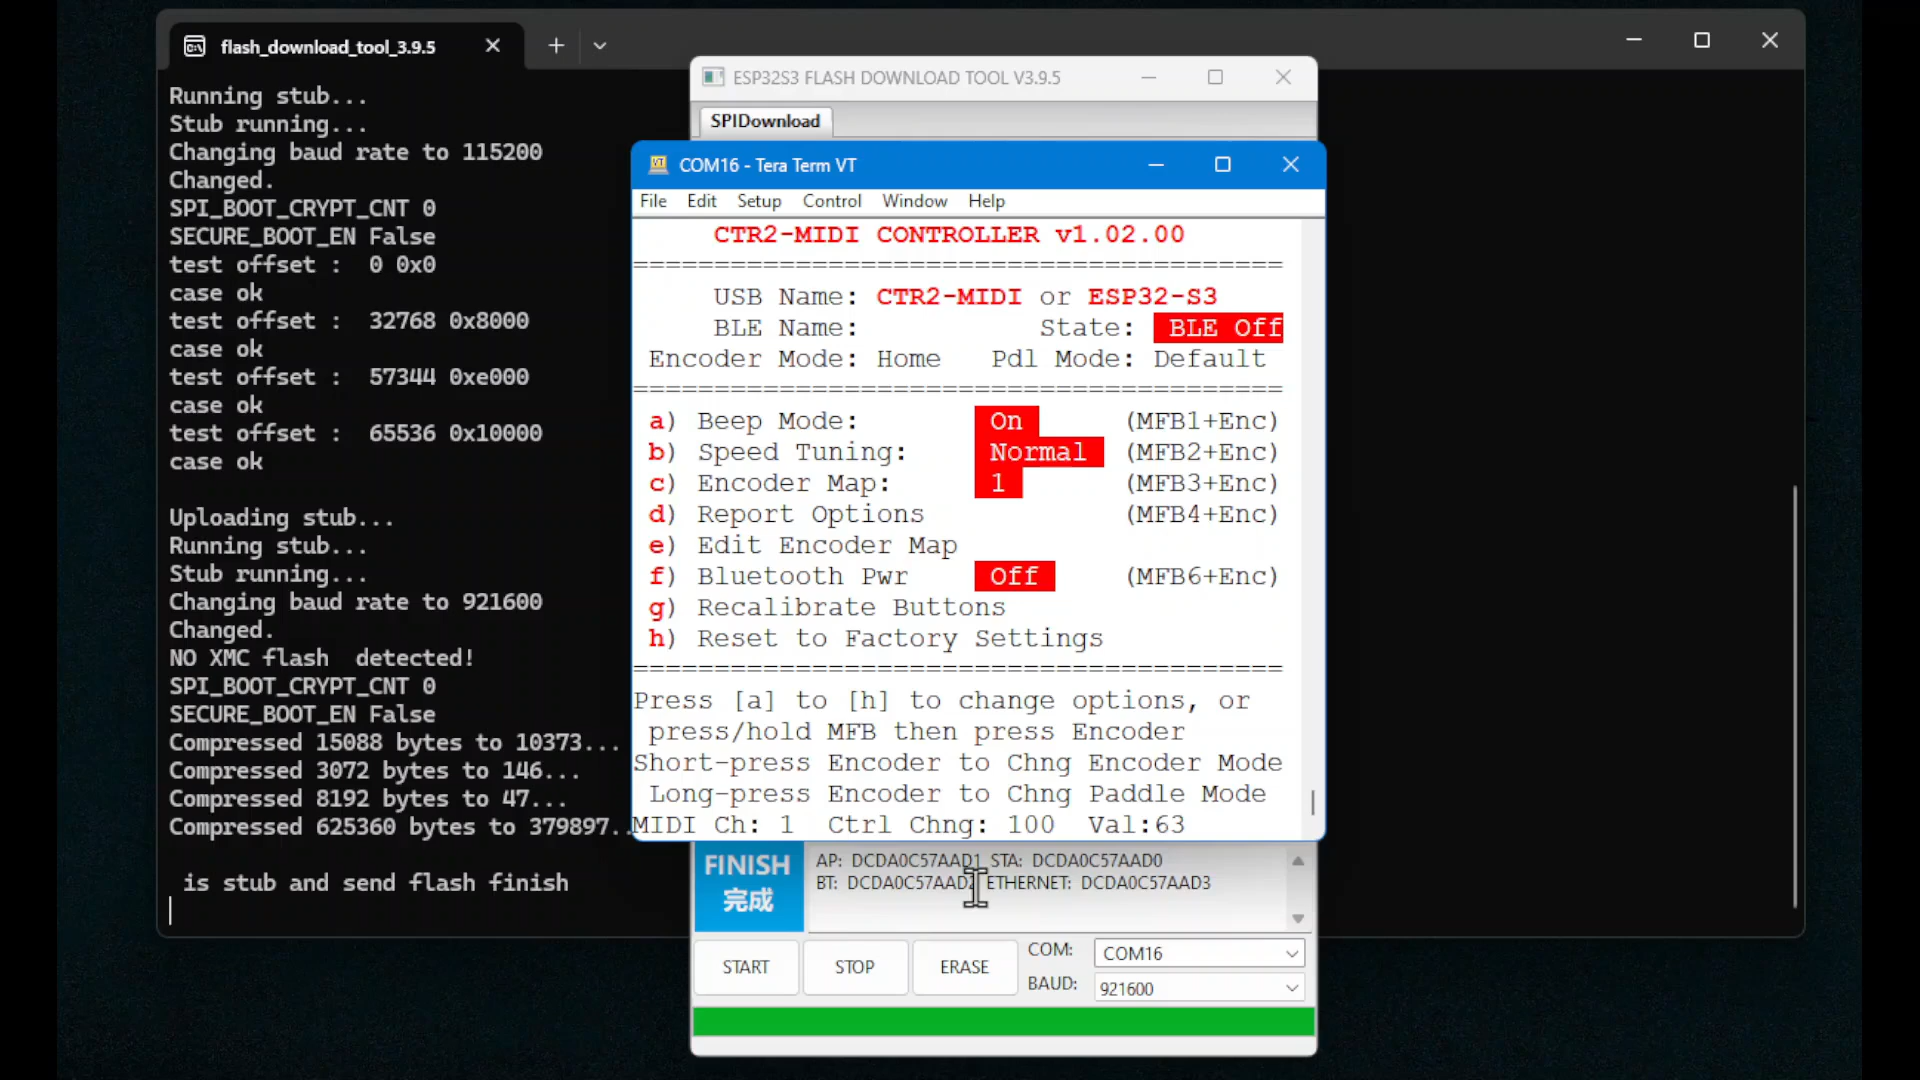 flash_download_tool_3.9.5
Running stub...
Stub running...
Changing baud rate to 115200
Changed.
SPI_BOOT_CRYPT_CNT 0
SECURE_BOOT_EN False
test offset :  0 0x0
case ok
test offset :  32768 0x8000
case ok
test offset :  57344 0xe000
case ok
test offset :  65536 0x10000
case ok
Uploading stub...
Running stub...
Stub running...
Changing baud rate to 921600
Changed.
NO XMC flash  detected!
SPI_BOOT_CRYPT_CNT 0
SECURE_BOOT_EN False
Compressed 15088 bytes to 10373...
Compressed 3072 bytes to 146...
Compressed 8192 bytes to 47...
Compressed 625360 bytes to 379897..
is stub and send flash finish
ESP32S3 FLASH DOWNLOAD TOOL V3.9.5
SPIDownload
COM16 - Tera Term VT
File Edit Setup Control Window Help
CTR2-MIDI CONTROLLER v1.02.00
========================================
USB Name: CTR2-MIDI or ESP32-S3
BLE Name: State: BLE Off
Encoder Mode: Home Pdl Mode: Default
========================================
a) Beep Mode: On (MFB1+Enc)
b) Speed Tuning: Normal (MFB2+Enc)
c) Encoder Map: 1 (MFB3+Enc)
d) Report Options (MFB4+Enc)
e) Edit Encoder Map
f) Bluetooth Pwr Off (MFB6+Enc)
g) Recalibrate Buttons
h) Reset to Factory Settings
========================================
Press [a] to [h] to change options, or
press/hold MFB then press Encoder
Short-press Encoder to Chng Encoder Mode
Long-press Encoder to Chng Paddle Mode
MIDI Ch: 1  Ctrl Chng: 100  Val:63
FINISH
完成
AP: DCDA0C57AAD1 STA: DCDA0C57AAD0
BT: DCDA0C57AAD2 ETHERNET: DCDA0C57AAD3
START STOP ERASE
COM: COM16
BAUD: 921600